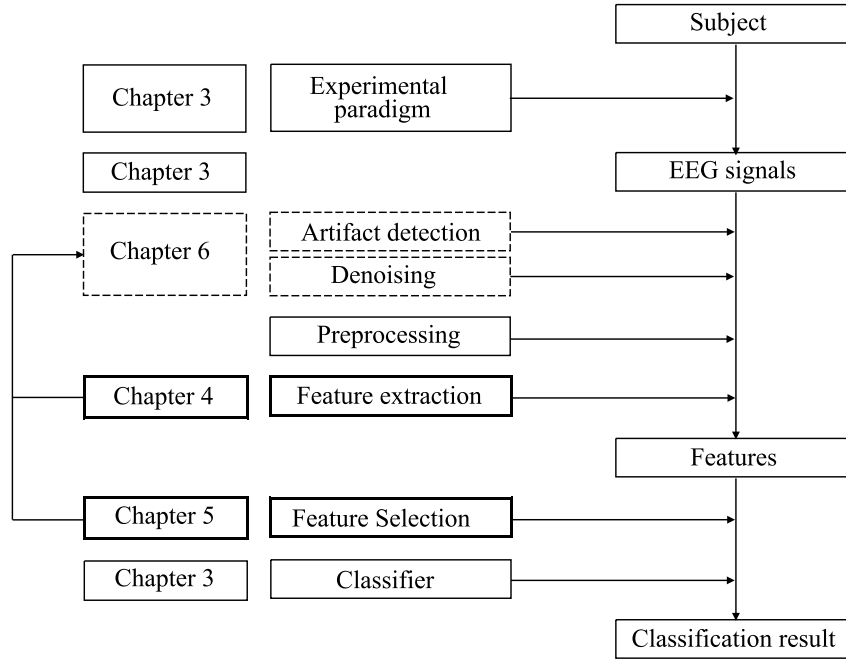 Subject
Chapter 3
Experimental
paradigm
Chapter 3
EEG signals
Chapter 6
Artifact detection
Denoising
Preprocessing
Chapter 4
Feature extraction
Features
Chapter 5
Feature Selection
Chapter 3
Classifier
Classification result